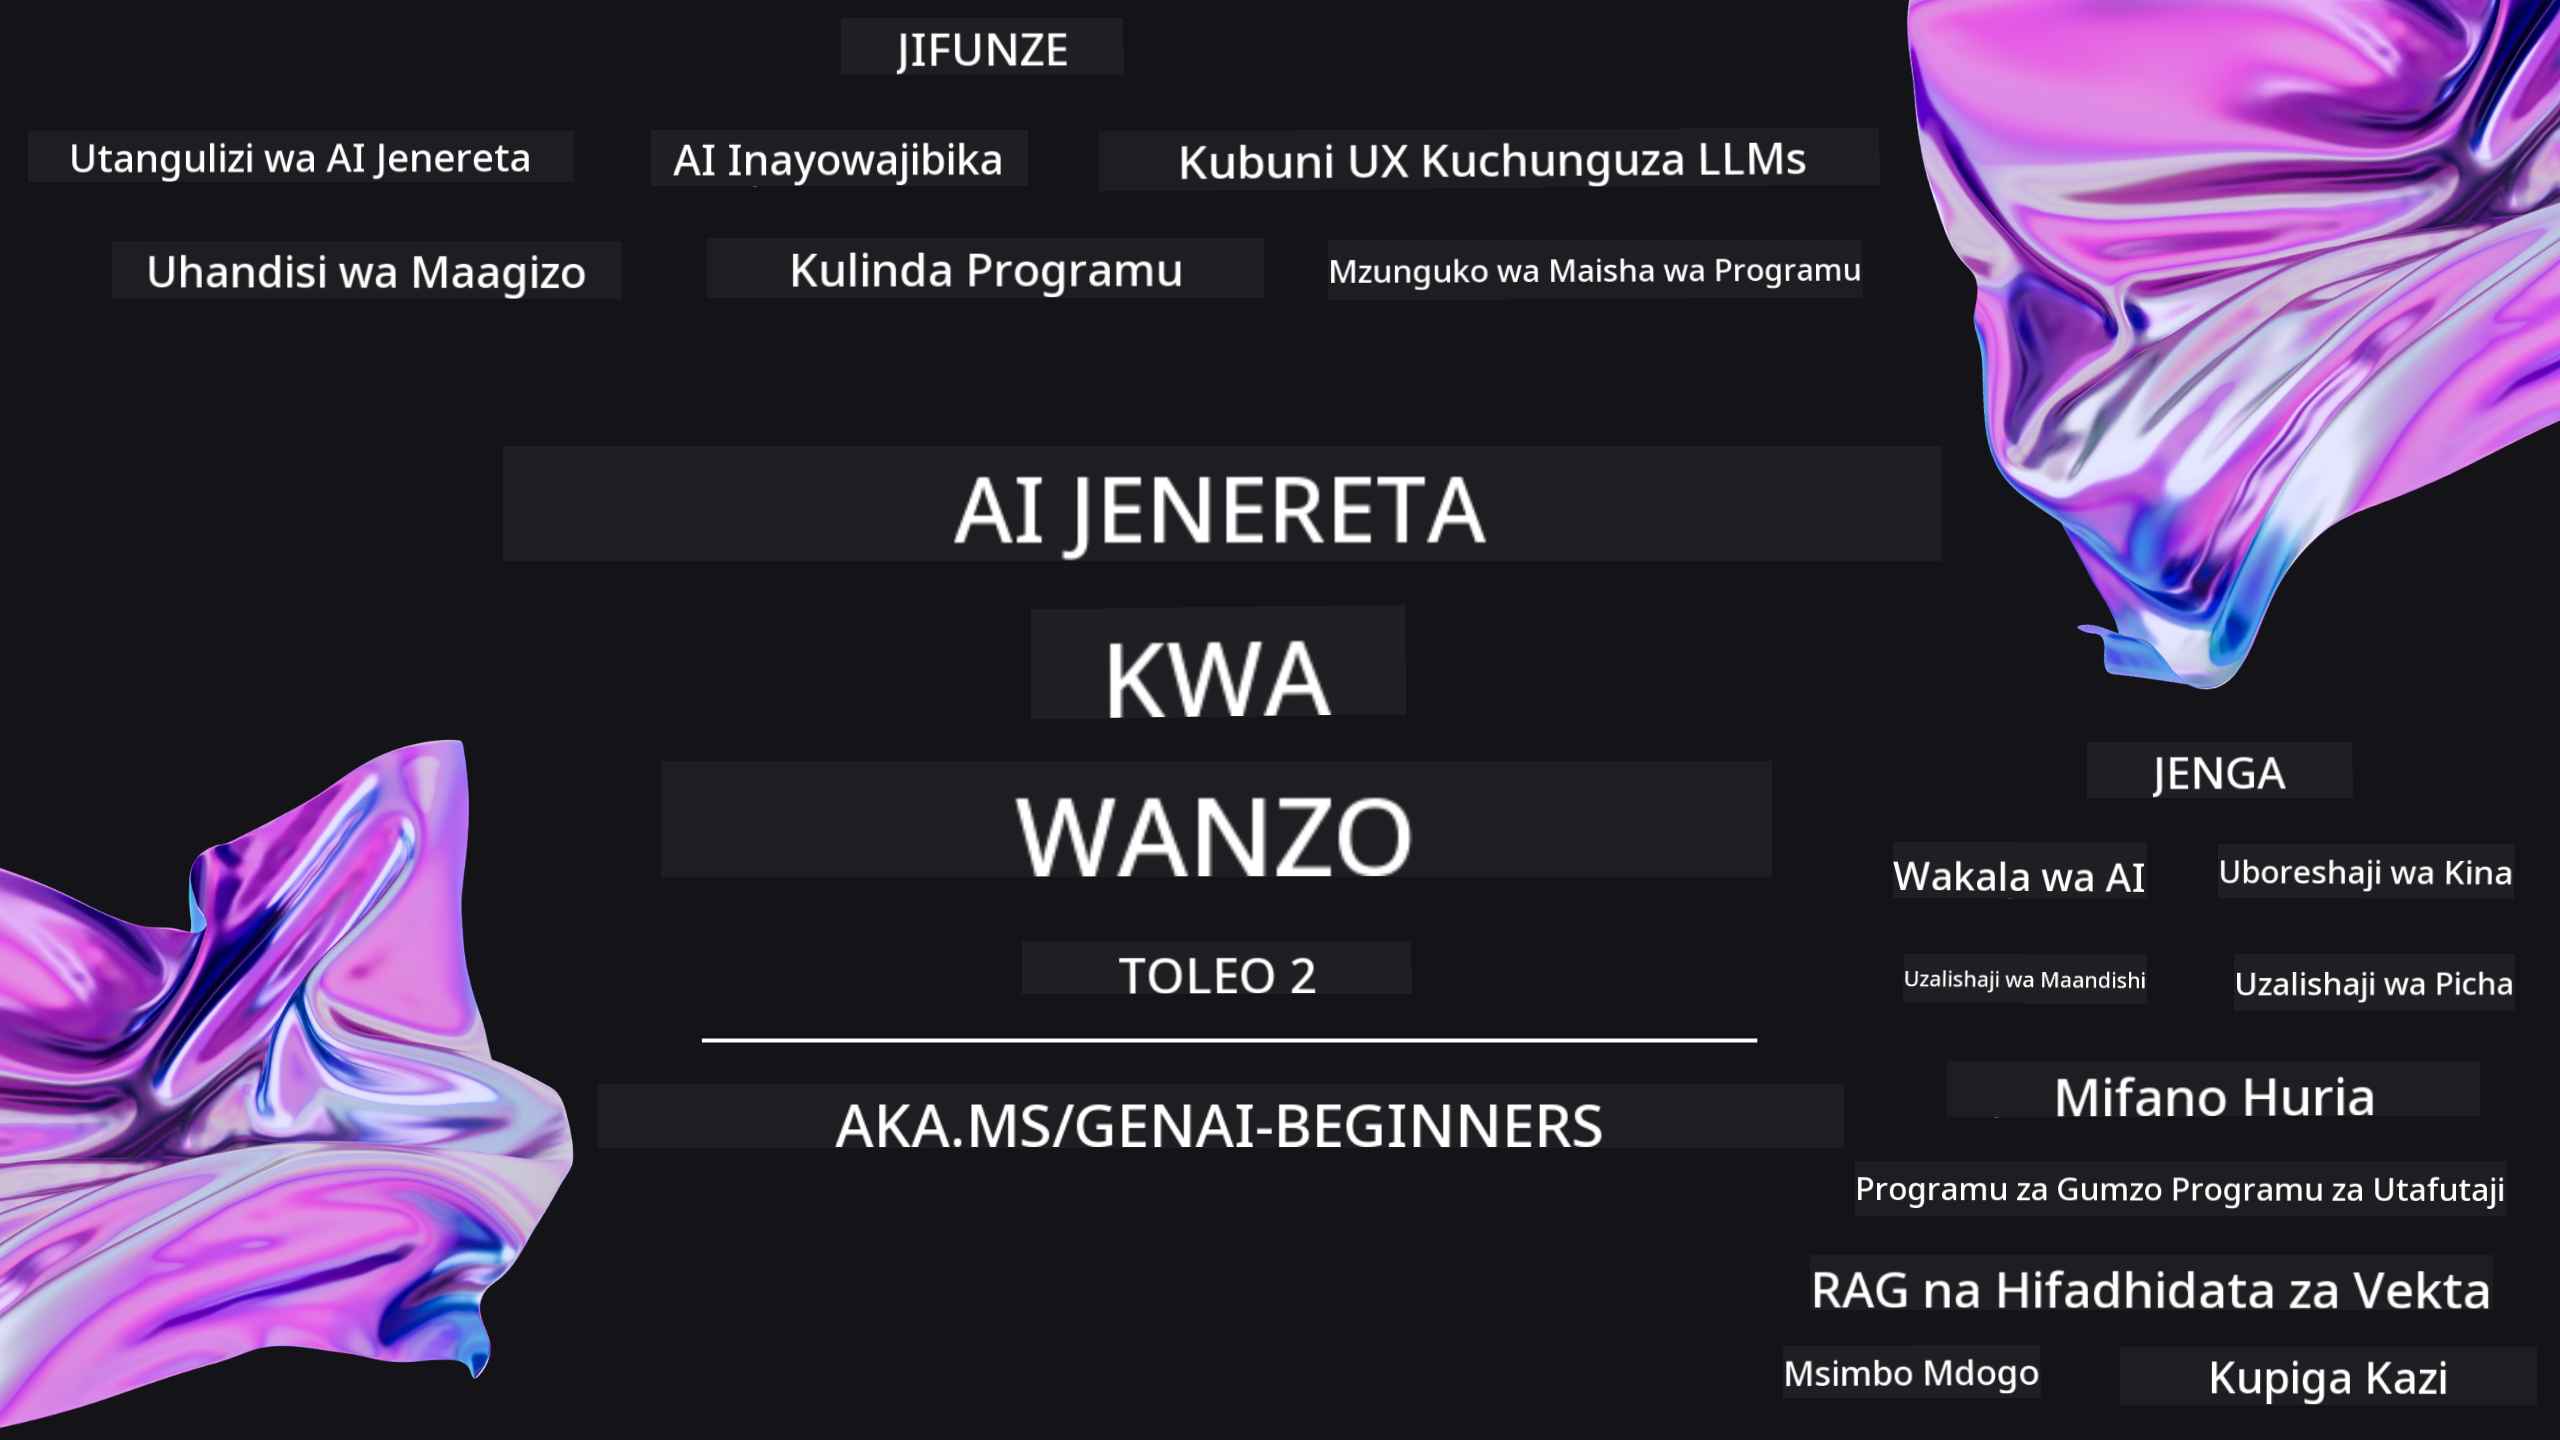 JIFUNZE
Utangulizi wa AI Jenereta
AI Inayowajibika
Kubuni UX Kuchunguza LLMs
Uhandisi wa Maagizo
Kulinda Programu
Mzunguko wa Maisha wa Programu
AI JENERETA
KWA
WANZO
TOLEO 2
AKA.MS/GENAI-BEGINNERS
JENGA
Wakala wa AI
Uboreshaji wa Kina
Uzalishaji wa Maandishi
Uzalishaji wa Picha
Mifano Huria
Programu za Gumzo Programu za Utafutaji
RAG na Hifadhidata za Vekta
Msimbo Mdogo
Kupiga Kazi